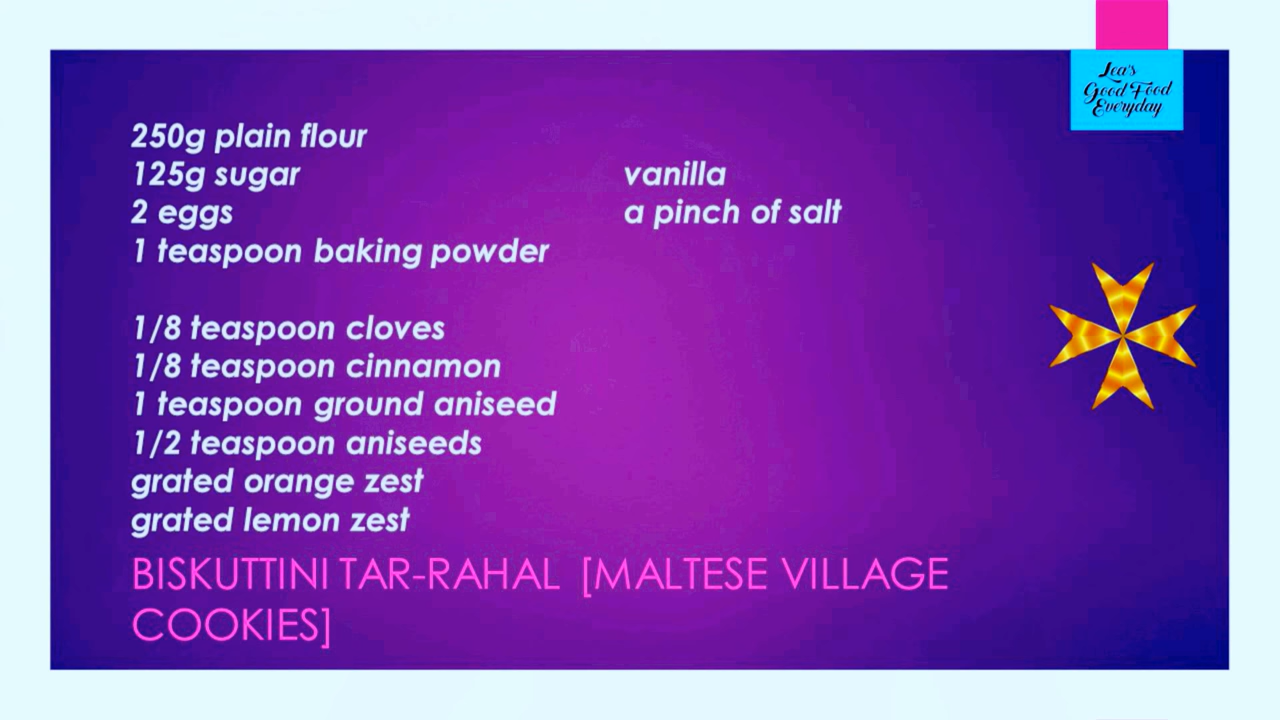 Lea's
Good Food
Everyday
250g plain flour
125g sugar
2 eggs
1 teaspoon baking powder
vanilla
a pinch of salt
1/8 teaspoon cloves
1/8 teaspoon cinnamon
1 teaspoon ground aniseed
1/2 teaspoon aniseeds
grated orange zest
grated lemon zest
BISKUTTINI TAR-RAHAL [MALTESE VILLAGE
COOKIES]